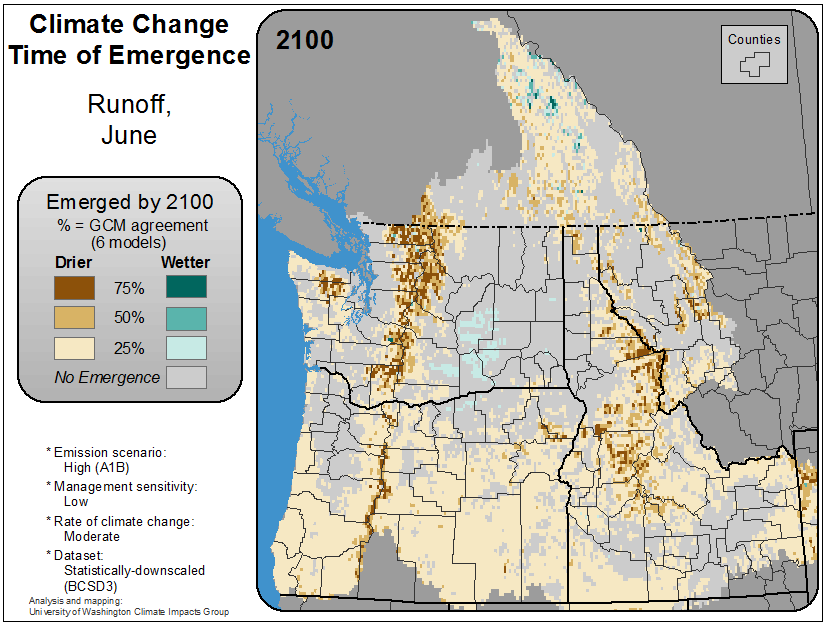 Climate Change
Time of Emergence
Runoff,
June
Emerged by 2100
% = GCM agreement
(6 models)
Drier Wetter
75%
50%
25%
No Emergence
* Emission scenario:
High (A1B)
* Management sensitivity:
Low
* Rate of climate change:
Moderate
* Dataset:
Statistically-downscaled
(BCSD3)
Analysis and mapping:
University of Washington Climate Impacts Group
2100
Counties